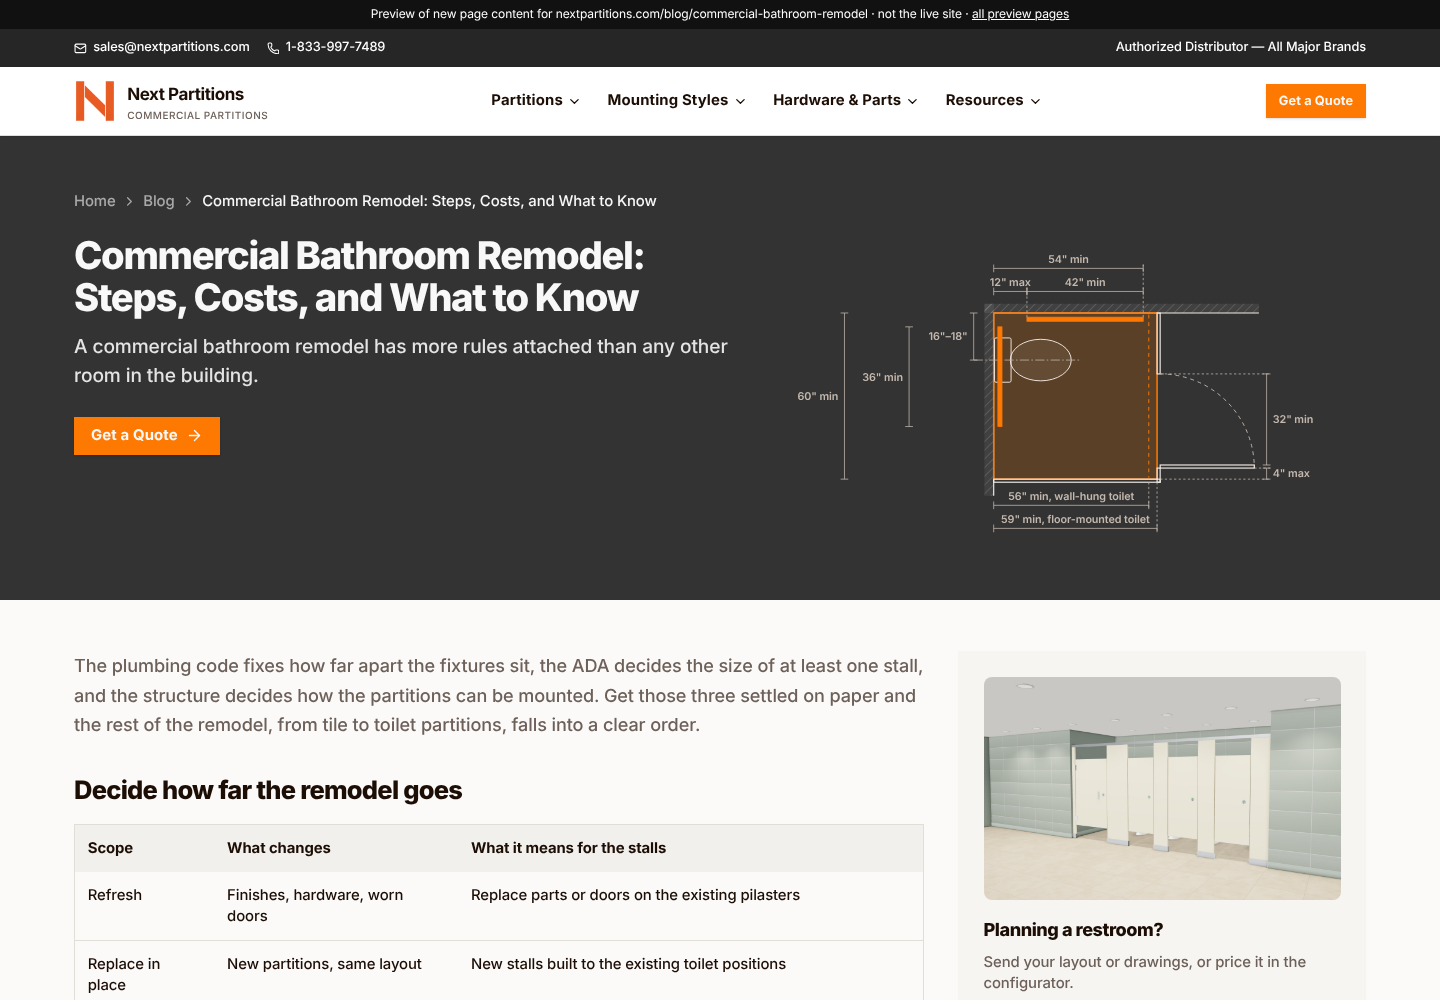 Preview of new page content for nextpartitions.com/blog/commercial-bathroom-remodel · not the live site · all preview pages
sales@nextpartitions.com 1-833-997-7489 Authorized Distributor — All Major Brands
Next Partitions
COMMERCIAL PARTITIONS
Partitions Mounting Styles Hardware & Parts Resources
Get a Quote
Home > Blog > Commercial Bathroom Remodel: Steps, Costs, and What to Know
Commercial Bathroom Remodel:
Steps, Costs, and What to Know
A commercial bathroom remodel has more rules attached than any other
room in the building.
Get a Quote →
54" min
12" max 42" min
16"–18"
36" min
60" min
32" min
4" max
56" min, wall-hung toilet
59" min, floor-mounted toilet
The plumbing code fixes how far apart the fixtures sit, the ADA decides the size of at least one stall,
and the structure decides how the partitions can be mounted. Get those three settled on paper and
the rest of the remodel, from tile to toilet partitions, falls into a clear order.
Decide how far the remodel goes
Scope What changes What it means for the stalls
Refresh Finishes, hardware, worn doors Replace parts or doors on the existing pilasters
Replace in place New partitions, same layout New stalls built to the existing toilet positions
Planning a restroom?
Send your layout or drawings, or price it in the
configurator.